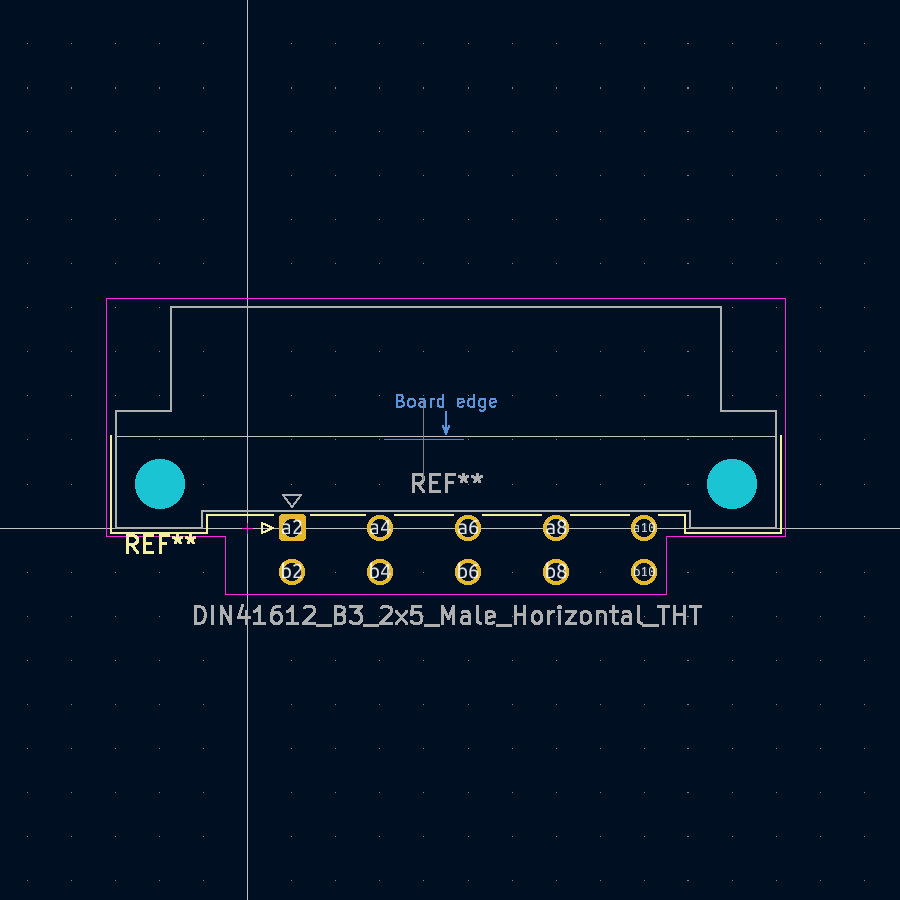 Board edge
REF**
a2 a4 a6 a8 a10
REF**
b2 b4 b6 b8 b10
DIN41612_B3_2x5_Male_Horizontal_THT